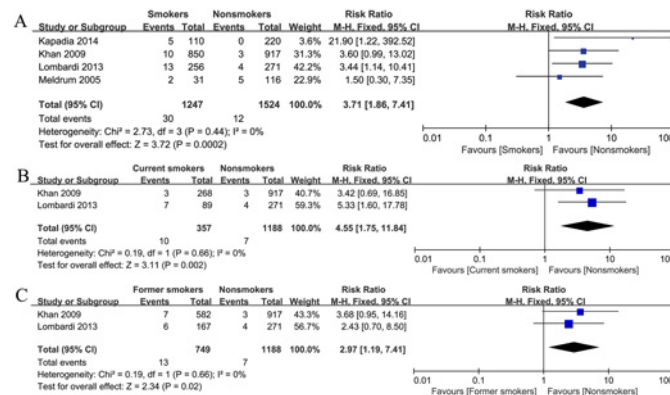 A
Smokers Nonsmokers Risk Ratio Risk Ratio
Study or Subgroup Events Total Events Total Weight M-H. Fixed. 95% CI M-H. Fixed. 95% CI
Kapadia 2014 5 110 0 220 3.6% 21.90 [1.22, 392.52]
Khan 2009 10 850 3 917 33.0% 3.60 [0.99, 13.02]
Lombardi 2013 13 256 4 271 3.44 [1.14, 10.41]
Meldrum 2005 2 31 5 116 22.9% 1.50 [0.30, 7.35]
Total (95% CI) 1247 1524 100.0% 3.71 [1.86, 7.41]
Total events 30 12
Heterogeneity: Chi² = 2.73, df = 3 (P = 0.44); I² = 0%
Test for overall effect: Z = 3.72 (P = 0.0002)
0.01 0.1 1 10 100
Favours [Smokers] Favours [Nonsmokers]
B
Current smokers Nonsmokers Risk Ratio Risk Ratio
Study or Subgroup Events Total Events Total Weight M-H. Fixed. 95% CI M-H. Fixed. 95% CI
Khan 2009 3 268 3 917 40.7% 3.42 [0.69, 16.85]
Lombardi 2013 7 89 4 271 59.3% 5.33 [1.60, 17.78]
Total (95% CI) 357 1188 100.0% 4.55 [1.75, 11.84]
Total events 10 7
Heterogeneity: Chi² = 0.19, df = 1 (P = 0.66); I² = 0%
Test for overall effect: Z = 3.11 (P = 0.002)
0.01 0.1 1 10 100
Favours [Current smokers] Favours [Nonsmokers]
C
Former smokers Nonsmokers Risk Ratio Risk Ratio
Study or Subgroup Events Total Events Total Weight M-H. Fixed. 95% CI M-H. Fixed. 95% CI
Khan 2009 7 582 3 917 43.3% 3.68 [0.95, 14.16]
Lombardi 2013 6 167 4 271 56.7% 2.43 [0.70, 8.50]
Total (95% CI) 749 1188 100.0% 2.97 [1.19, 7.41]
Total events 13 7
Heterogeneity: Chi² = 0.19, df = 1 (P = 0.66); I² = 0%
Test for overall effect: Z = 2.34 (P = 0.02)
0.01 0.1 1 10 100
Favours [Former smokers] Favours [Nonsmokers]